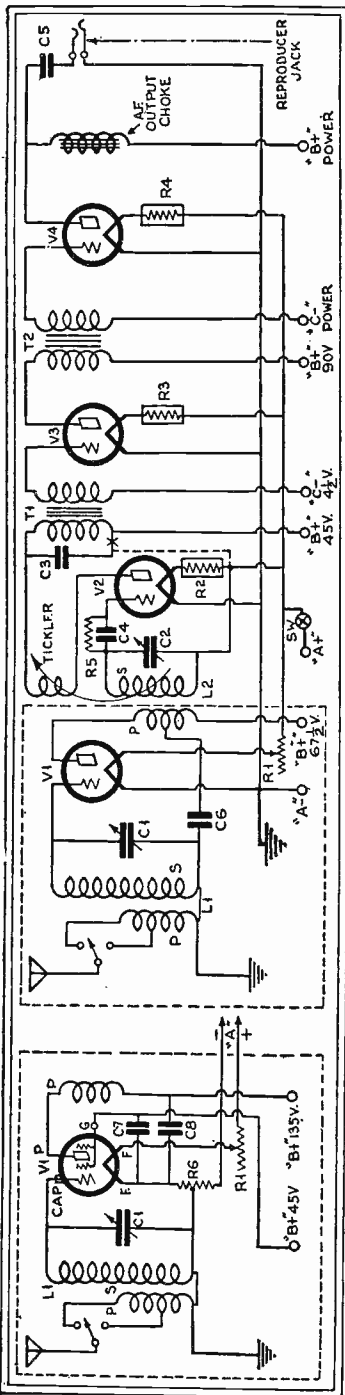 CAP
V1
P
P
G
L1
C1
C7
C8
F
E
P
S
R6
R1
"A"
-
+
"B+" 45V.
"B+" 135V.
V1
C1
P
S
P
L1
C6
R1
"A-"
"B+"
67½V.
SW
"A+"
TICKLER
C3
R5
C4
V2
S
C2
R2
L2
T1
"B+"
45V.
"C-"
4½V.
V3
R3
T2
"B+"
90V
"C-"
POWER
V4
R4
A.F.
OUTPUT
CHOKE
"B+"
POWER
C5
REPRODUCER
JACK